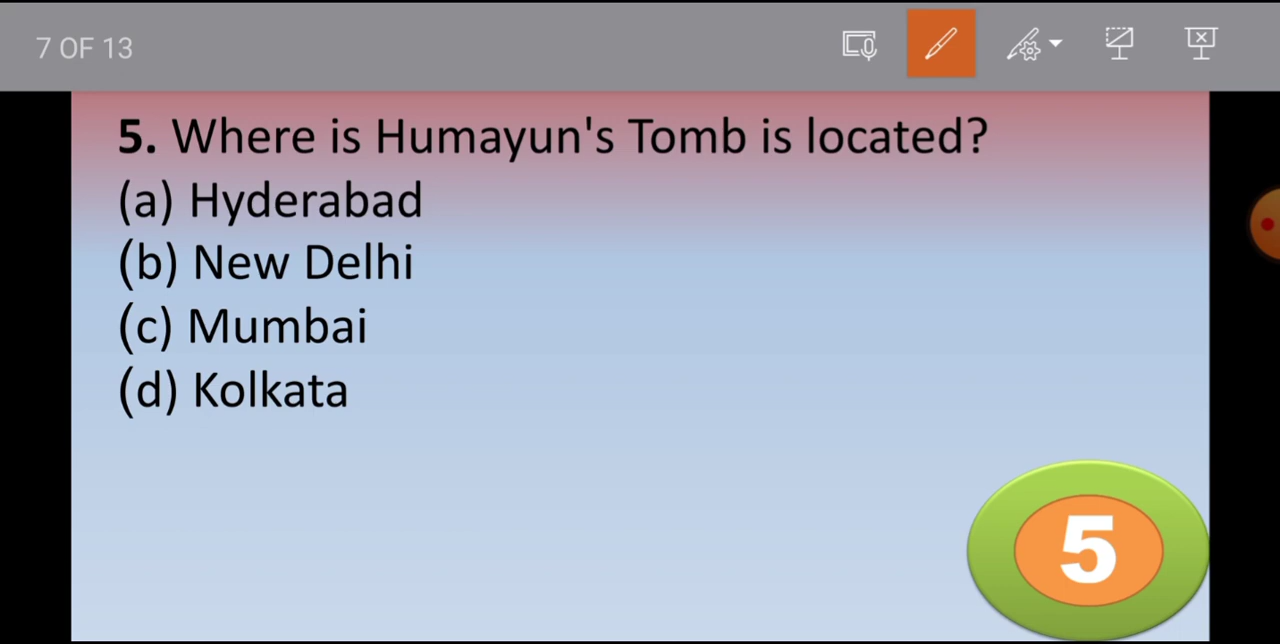 7 OF 13
5. Where is Humayun's Tomb is located?
(a) Hyderabad
(b) New Delhi
(c) Mumbai
(d) Kolkata
5